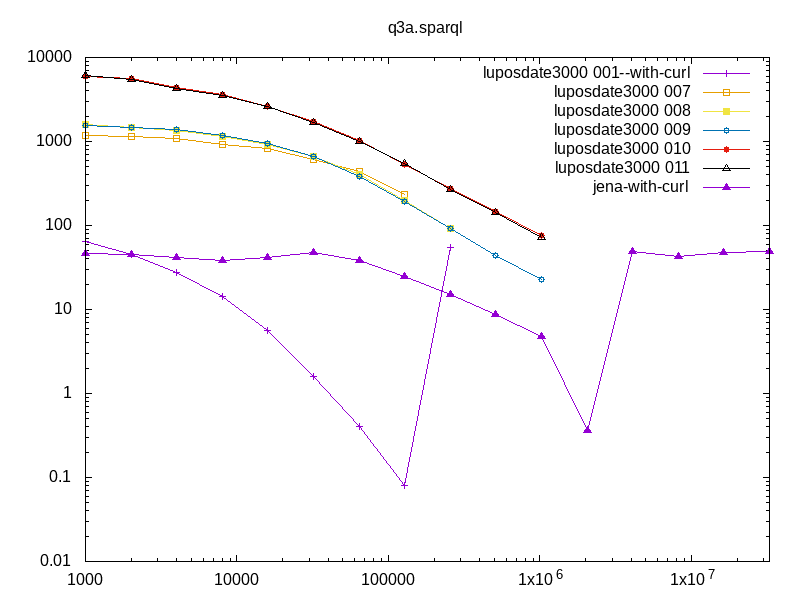 q3a.sparql
10000
1000
100
10
1
0.1
0.01
1000
10000
100000
1x10^6
1x10^7
luposdate3000 001--with-curl
luposdate3000 007
luposdate3000 008
luposdate3000 009
luposdate3000 010
luposdate3000 011
jena-with-curl